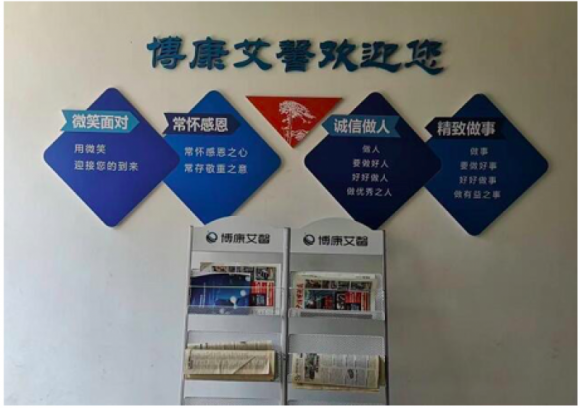 博康艾馨欢迎您
微笑面对
用微笑
迎接您的到来
常怀感恩
常怀感恩之心
常存敬重之意
诚信做人
做人
要做好人
好好做人
做优秀之人
精致做事
做事
要做好事
好好做事
做有益之事
博康艾馨
博康艾馨